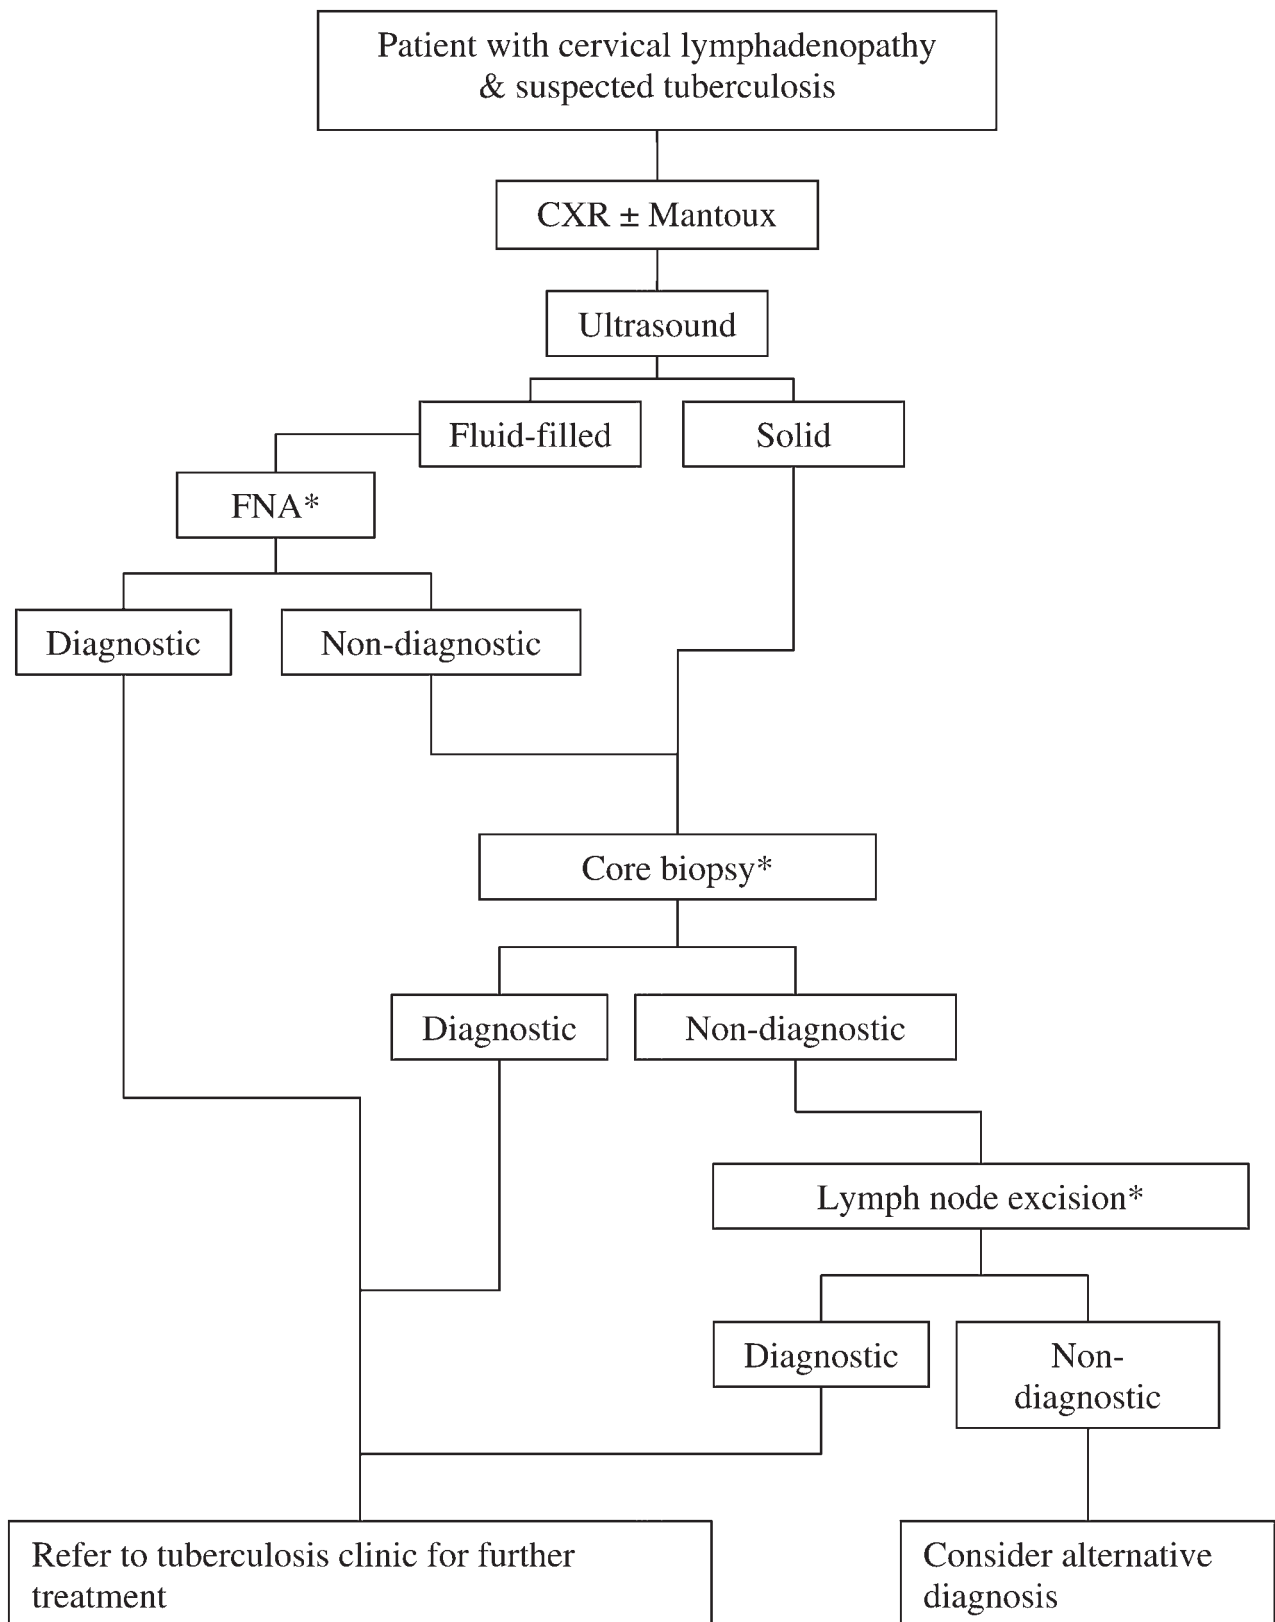 Patient with cervical lymphadenopathy
& suspected tuberculosis
CXR ± Mantoux
Ultrasound
Fluid-filled
Solid
FNA*
Diagnostic
Non-diagnostic
Core biopsy*
Diagnostic
Non-diagnostic
Lymph node excision*
Diagnostic
Non-
diagnostic
Refer to tuberculosis clinic for further
treatment
Consider alternative
diagnosis